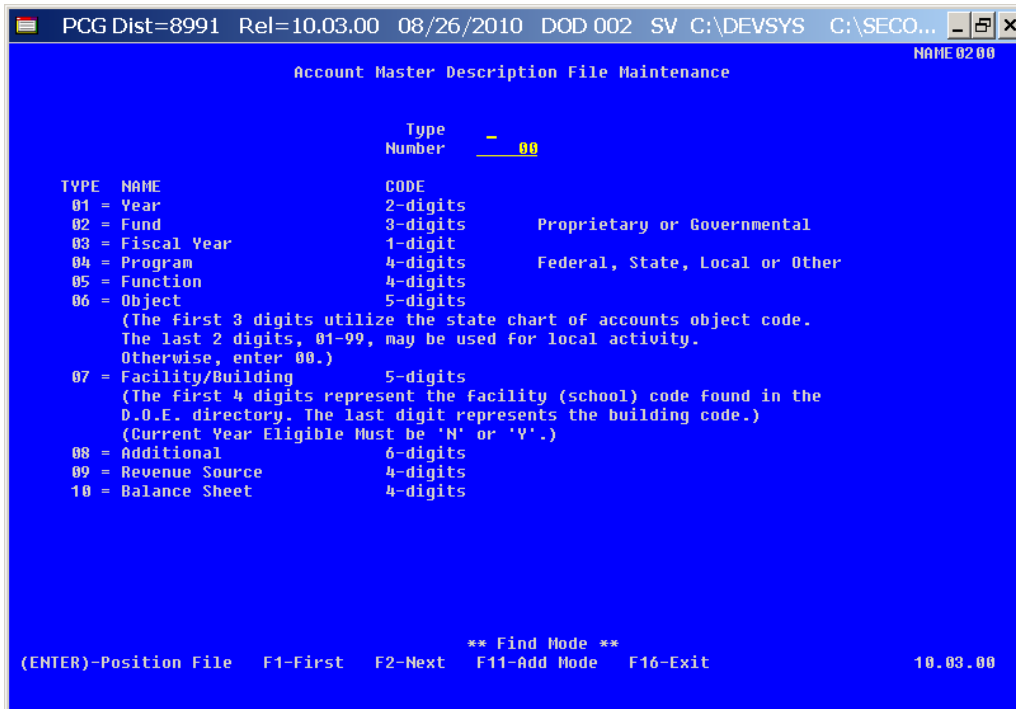 PCG Dist=8991 Rel=10.03.00 08/26/2010 DOD 002 SV C:\DEVSYS C:\SECO...
NAME0200
Account Master Description File Maintenance
Type _
Number 00
TYPE NAME CODE
01 = Year 2-digits
02 = Fund 3-digits Proprietary or Governmental
03 = Fiscal Year 1-digit
04 = Program 4-digits Federal, State, Local or Other
05 = Function 4-digits
06 = Object 5-digits
(The first 3 digits utilize the state chart of accounts object code.
The last 2 digits, 01-99, may be used for local activity.
Otherwise, enter 00.)
07 = Facility/Building 5-digits
(The first 4 digits represent the facility (school) code found in the
D.O.E. directory. The last digit represents the building code.)
(Current Year Eligible Must be 'N' or 'Y'.)
08 = Additional 6-digits
09 = Revenue Source 4-digits
10 = Balance Sheet 4-digits
** Find Mode **
(ENTER)-Position File F1-First F2-Next F11-Add Mode F16-Exit 10.03.00